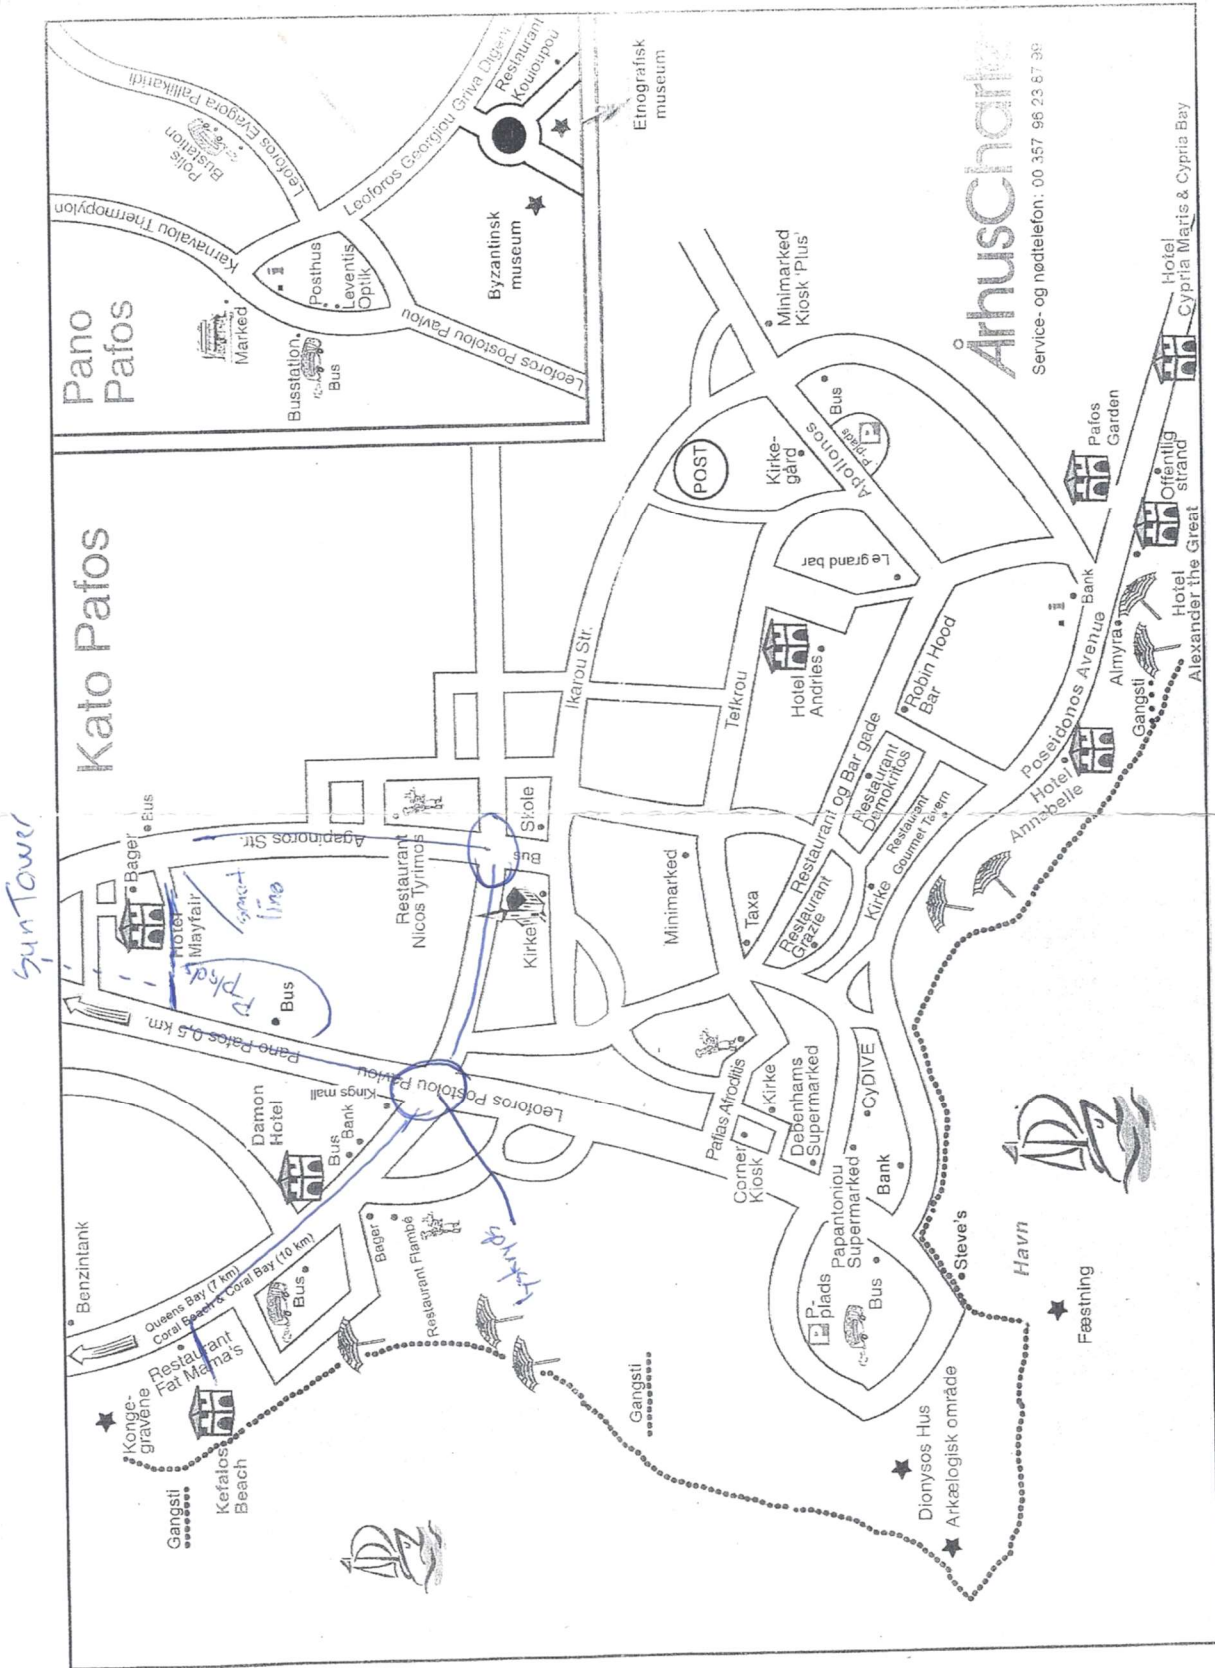 Sun Tower
Kato Pafos
Pano
Pafos
Karnavalou Thermopylon
Leoforos Evagora Pallikaridi
Polis
Bustation
Marked
Busstation
Bus
Posthus
Leventis
Optik
Leoforos Georgiou Griva Digeni
Restaurant
Kouloupou
Leoforos Postolou Pavlou
Byzantinsk
museum
Etnografisk
museum
Benzintank
Queens Bay (7 km)
Coral Beach & Coral Bay (10 km)
Konge-
gravene
Gangsti
Restaurant
Fat Mama's
Kefalos
Beach
Bus
Damon
Hotel
Bus
Bank
Kings mall
Bager
Restaurant Flambé
Pano Pafos 0,5 km.
Bus
P-
plads
Hotel
Mayfair
Bager
Bus
Agapinoros Str.
Restaurant
Nicos Tyrimos
Leoforos Postolou Pavlou
Kirke
Bus
Skole
Ikarou Str.
Tefkrou
POST
Kirke-
gård
Minimarked
Kiosk 'Plus'
Apollonos
Bus
P-plads
P
Legrand bar
Hotel
Andries
Minimarked
Taxa
Restaurant og Bar gade
Restaurant
Grazie
Restaurant
Demokritos
Robin Hood
Bar
Kirke
Restaurant
Gourmet Tavern
Gangsti
Pafias Afroditis
Corner
Kiosk
Kirke
Debenhams
Supermarked
CyDIVE
Papantoniou
Supermarked
Bank
P
P-
plads
Bus
Steve's
Havn
Fæstning
Dionysos Hus
Arkælogisk område
Poseidonos Avenue
Hotel
Annabelle
Bank
Almyra
Gangsti
Hotel
Alexander the Great
Offentlig
strand
Pafos
Garden
Hotel
Cypria Maris & Cypria Bay
ÅrhusCharter
Service- og nødtelefon: 00 357 96 23 87 99